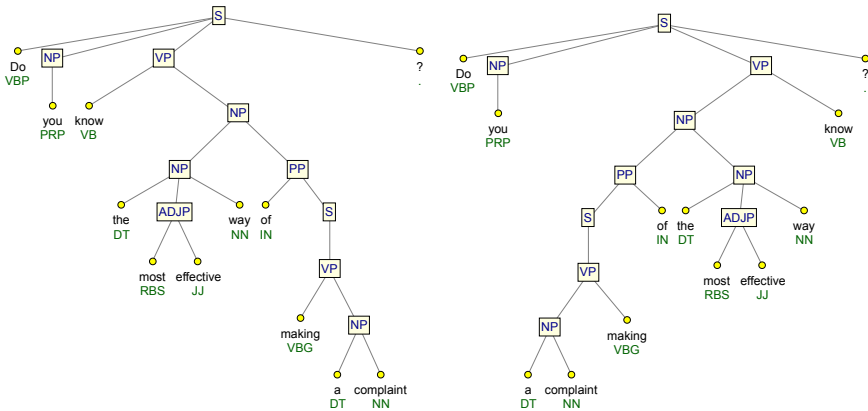 S
Do VBP
NP
VP
? .
you PRP
know VB
NP
NP
PP
the DT
ADJP
way NN
of IN
S
most RBS
effective JJ
VP
making VBG
NP
a DT
complaint NN
S
Do VBP
NP
VP
? .
you PRP
NP
know VB
PP
NP
S
of IN
the DT
ADJP
way NN
VP
most RBS
effective JJ
NP
making VBG
a DT
complaint NN